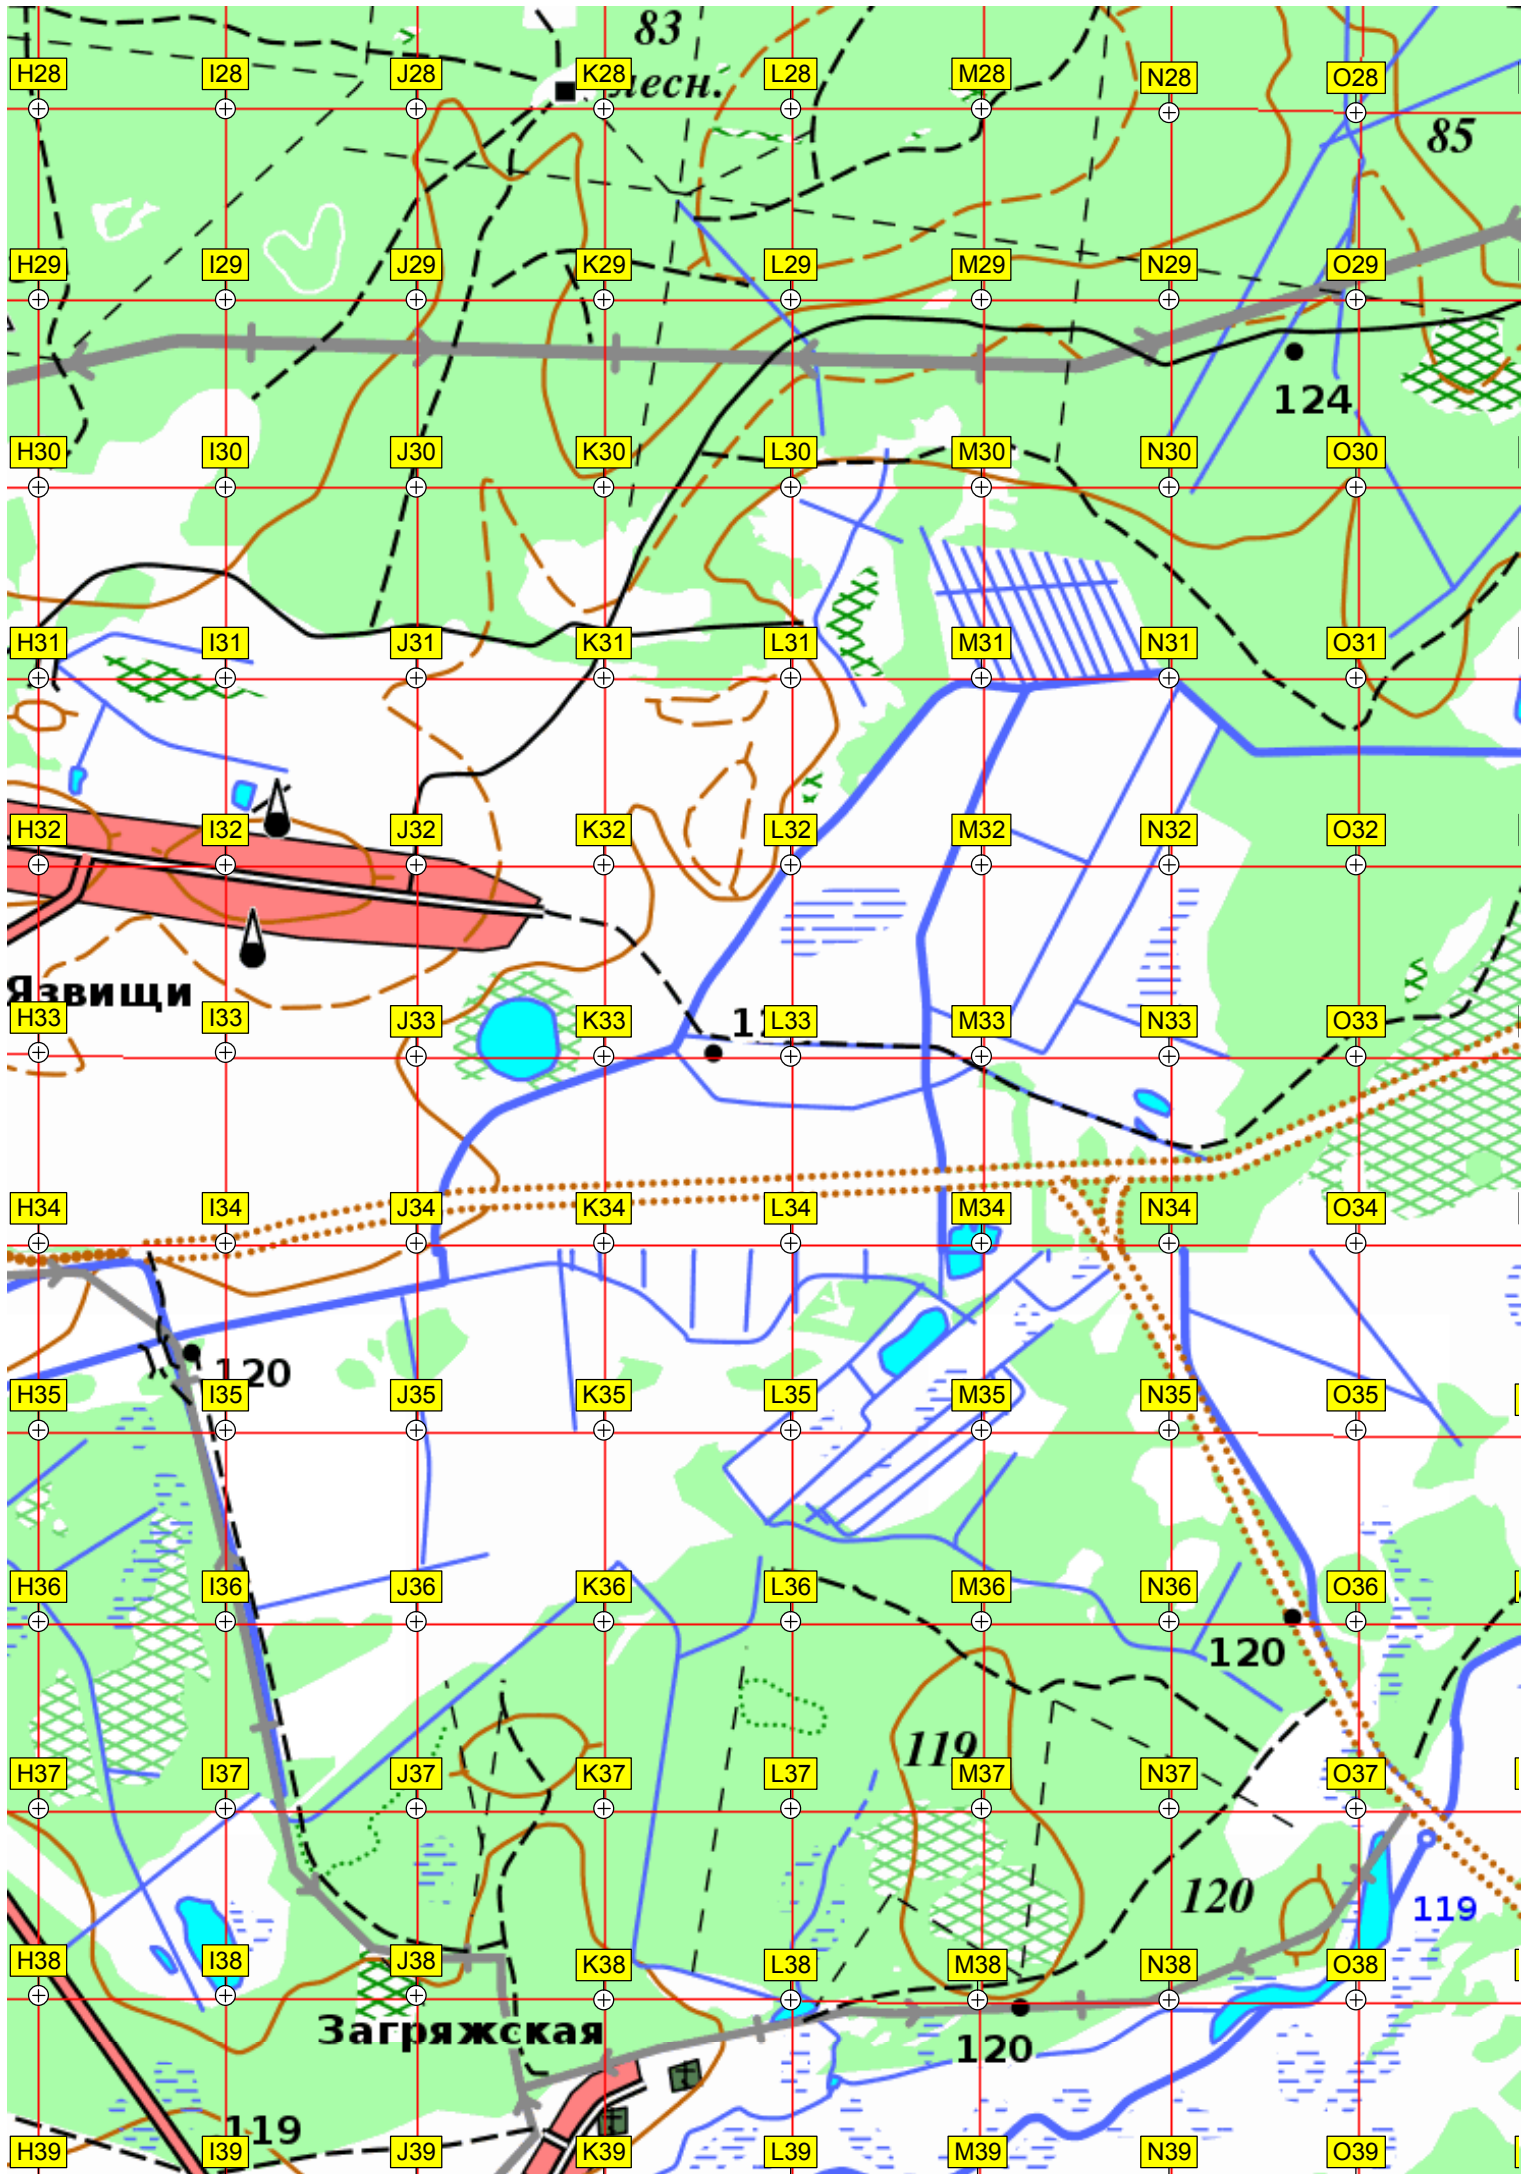 83
H28 I28 J28 K28 L28 M28 N28 O28
лесн.
85
H29 I29 J29 K29 L29 M29 N29 O29
124
H30 I30 J30 K30 L30 M30 N30 O30
H31 I31 J31 K31 L31 M31 N31 O31
H32 I32 J32 K32 L32 M32 N32 O32
Язвищи
H33 I33 J33 K33 L33 M33 N33 O33
H34 I34 J34 K34 L34 M34 N34 O34
120
H35 I35 J35 K35 L35 M35 N35 O35
H36 I36 J36 K36 L36 M36 N36 O36
120
119
H37 I37 J37 K37 L37 M37 N37 O37
120
119
H38 I38 J38 K38 L38 M38 N38 O38
Загряжская
120
119
H39 I39 J39 K39 L39 M39 N39 O39